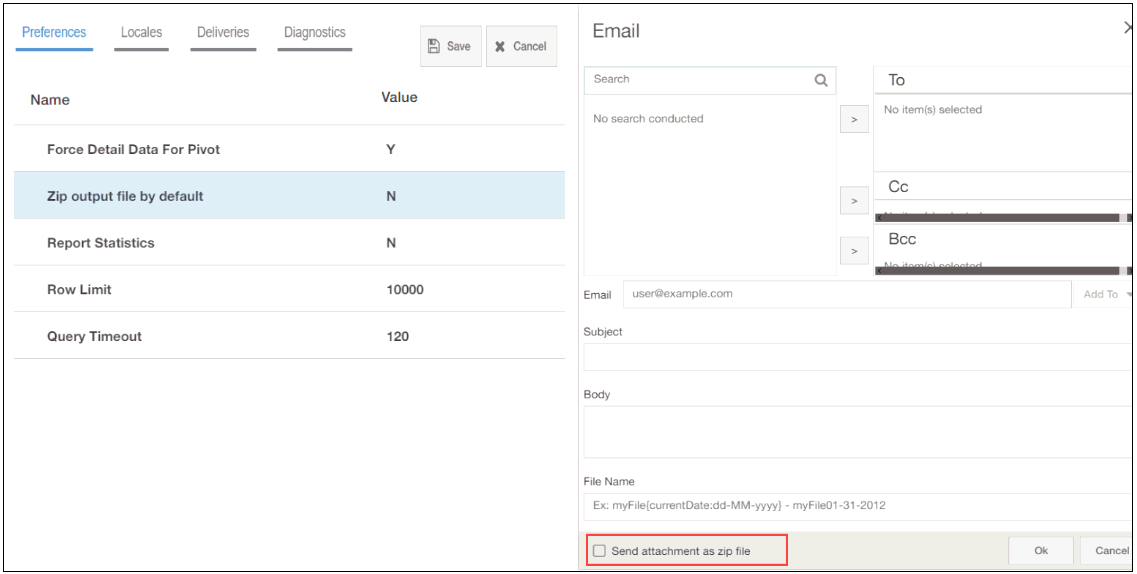 Preferences Locales Deliveries Diagnostics
Save Cancel
Name Value
Force Detail Data For Pivot Y
Zip output file by default N
Report Statistics N
Row Limit 10000
Query Timeout 120
Email
Search
No search conducted
To
No item(s) selected
>
Cc
>
No item(s) selected
Bcc
>
No item(s) selected
Email user@example.com Add To
Subject
Body
File Name
Ex: myFile{currentDate:dd-MM-yyyy} - myFile01-31-2012
Send attachment as zip file Ok Cancel